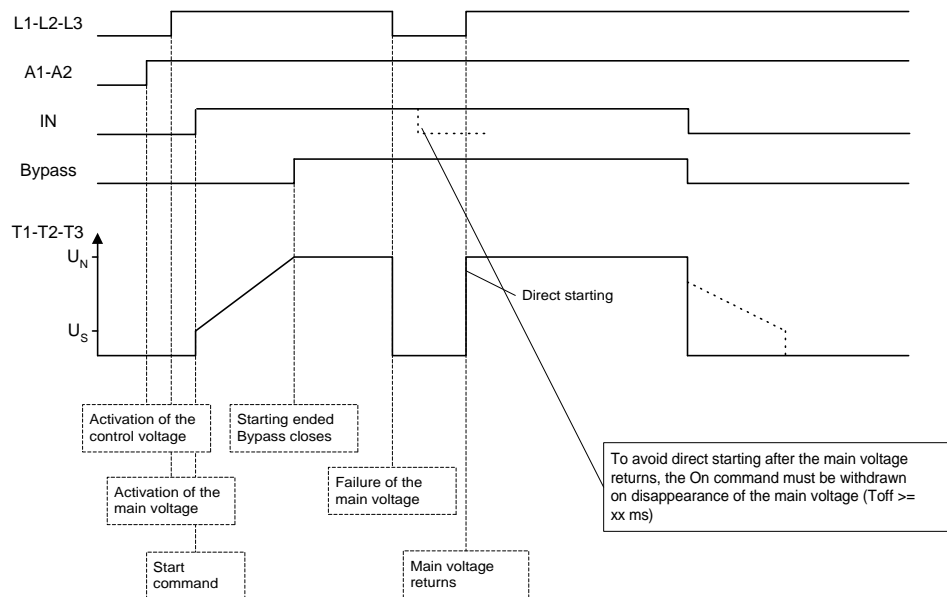 L1-L2-L3
A1-A2
IN
Bypass
T1-T2-T3
UN
US
Direct starting
Activation of the
control voltage
Starting ended
Bypass closes
Activation of the
main voltage
Failure of the
main voltage
To avoid direct starting after the main voltage
returns, the On command must be withdrawn
on disappearance of the main voltage (Toff >=
xx ms)
Start
command
Main voltage
returns